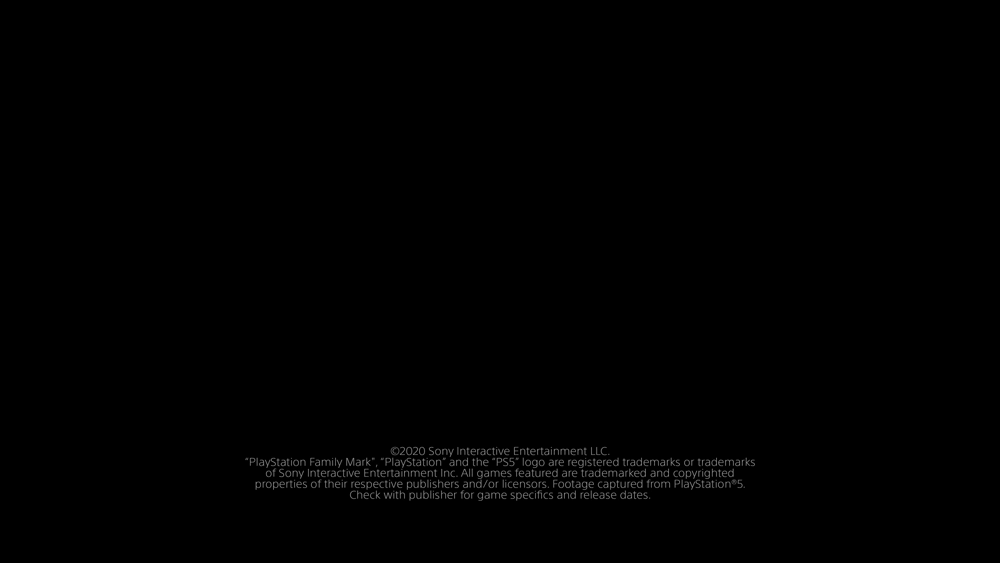 ©2020 Sony Interactive Entertainment LLC.
“PlayStation Family Mark”, “PlayStation” and the “PS5” logo are registered trademarks or trademarks
of Sony Interactive Entertainment Inc. All games featured are trademarked and copyrighted
properties of their respective publishers and/or licensors. Footage captured from PlayStation®5.
Check with publisher for game specifics and release dates.